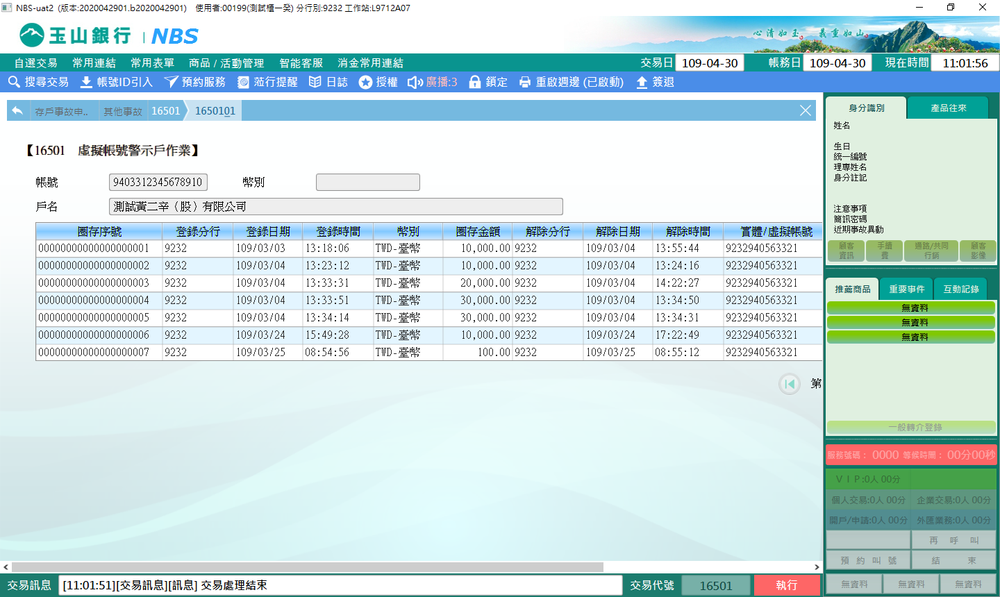 NBS-uat2 (版本:2020042901.b2020042901) 使用者:00199(測試櫃一癸) 分行別:9232 工作站:L9712A07
玉山銀行 | NBS
心清如玉。 義重如山。
自選交易 常用連結 常用表單 商品 / 活動管理 智能客服 消金常用連結 交易日 109-04-30 帳務日 109-04-30 現在時間 11:01:56
搜尋交易 帳號ID引入 預約服務 蒞行提醒 日誌 授權 廣播:3 鎖定 重啟週邊 (已啟動) 簽退
存戶事故申.. 其他事故 16501 1650101
【16501 虛擬帳號警示戶作業】
帳號 9403312345678910 幣別
戶名 測試黃二辛（股）有限公司
圈存序號 登錄分行 登錄日期 登錄時間 幣別 圈存金額 解除分行 解除日期 解除時間 實體/虛擬帳號
00000000000000000001 9232 109/03/03 13:18:06 TWD-臺幣 10,000.00 9232 109/03/04 13:55:44 9232940563321
00000000000000000002 9232 109/03/04 13:23:12 TWD-臺幣 10,000.00 9232 109/03/04 13:24:16 9232940563321
00000000000000000003 9232 109/03/04 13:33:31 TWD-臺幣 20,000.00 9232 109/03/04 14:22:27 9232940563321
00000000000000000004 9232 109/03/04 13:33:51 TWD-臺幣 30,000.00 9232 109/03/04 13:34:50 9232940563321
00000000000000000005 9232 109/03/04 13:34:14 TWD-臺幣 30,000.00 9232 109/03/04 13:34:31 9232940563321
00000000000000000006 9232 109/03/24 15:49:28 TWD-臺幣 10,000.00 9232 109/03/24 17:22:49 9232940563321
00000000000000000007 9232 109/03/25 08:54:56 TWD-臺幣 100.00 9232 109/03/25 08:55:12 9232940563321
第
身分識別 產品往來
姓名
生日
統一編號
理專姓名
身分註記
注意事項
簡訊密碼
近期事故異動
顧客資訊 手續費 通路/共同行銷 顧客影像
推薦商品 重要事件 互動記錄
無資料
無資料
無資料
一般轉介登錄
服務號碼： 0000 等候時間： 00分00秒
ＶＩＰ:0人 00分
個人交易:0人 00分 企業交易:0人 00分
開戶/申請:0人 00分 外匯業務:0人 00分
再 呼 叫
預 約 叫 號 結 束
無資料 無資料 無資料
交易訊息 [11:01:51][交易訊息][訊息] 交易處理結束 交易代號 16501 執行